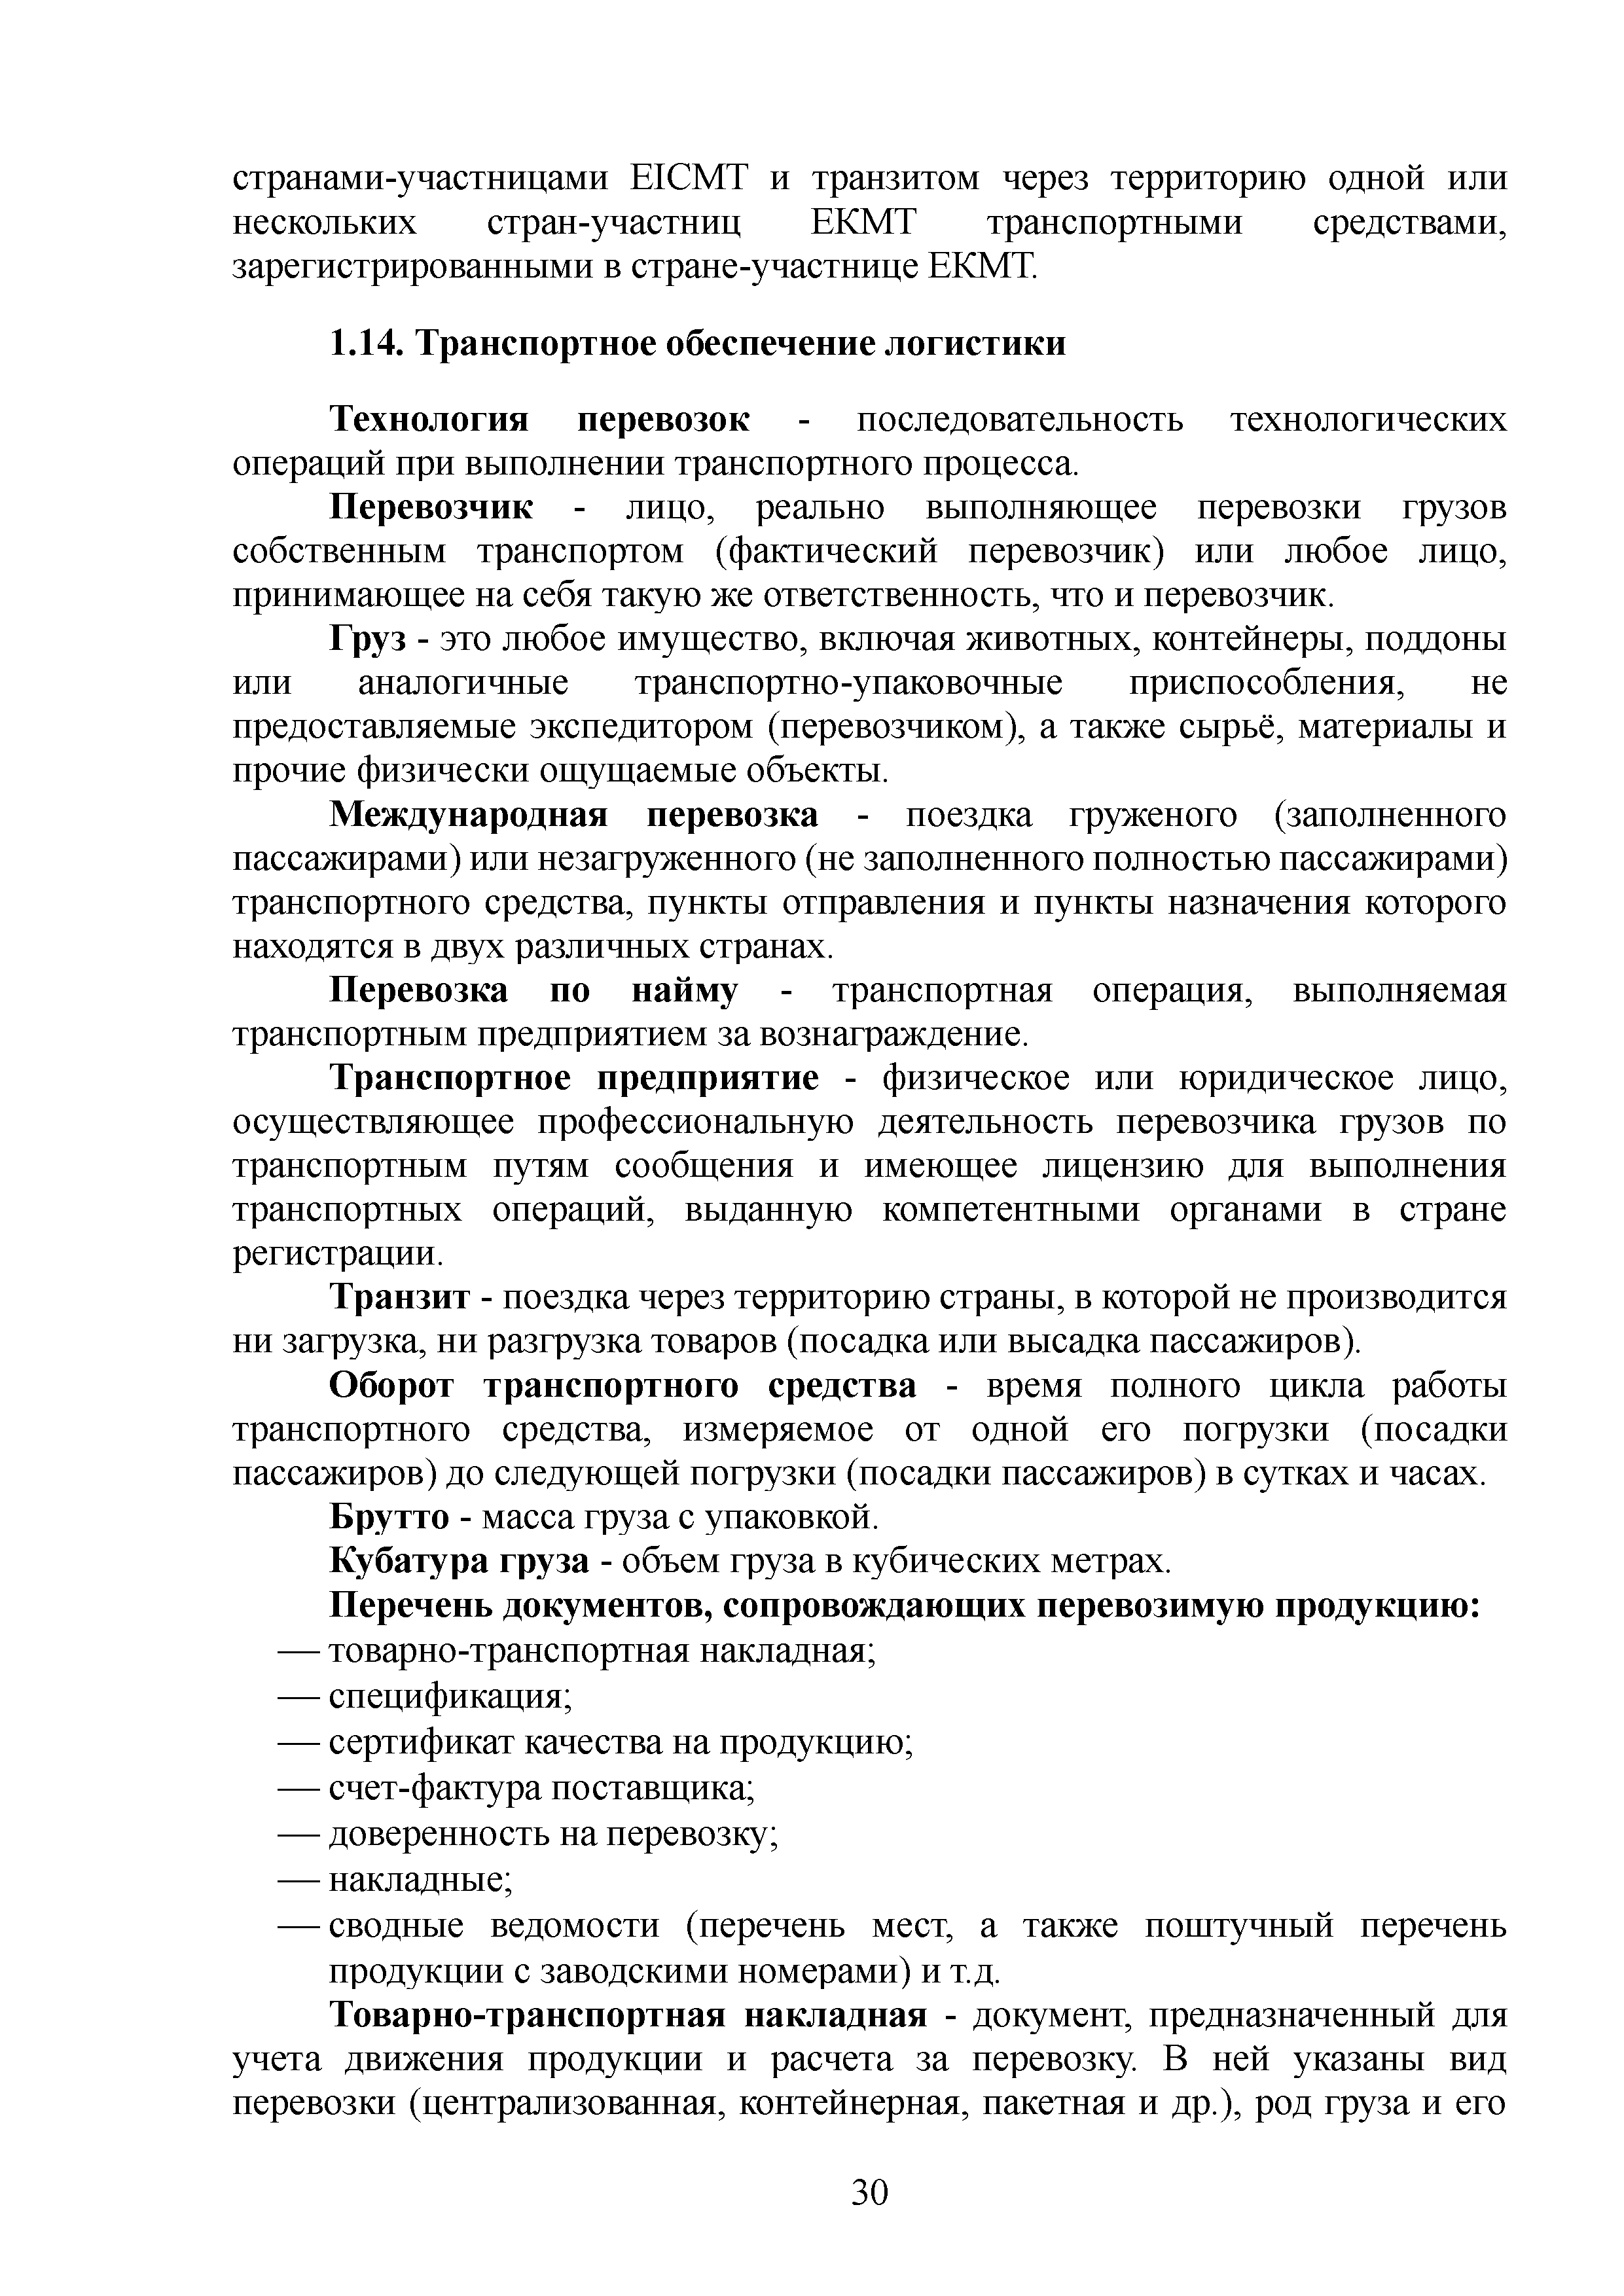 странами-участницами EICMT и транзитом через территорию одной или
нескольких стран-участниц ЕКМТ транспортными средствами,
зарегистрированными в стране-участнице ЕКМТ.
1.14. Транспортное обеспечение логистики
Технология перевозок - последовательность технологических
операций при выполнении транспортного процесса.
Перевозчик - лицо, реально выполняющее перевозки грузов
собственным транспортом (фактический перевозчик) или любое лицо,
принимающее на себя такую же ответственность, что и перевозчик.
Груз - это любое имущество, включая животных, контейнеры, поддоны
или аналогичные транспортно-упаковочные приспособления, не
предоставляемые экспедитором (перевозчиком), а также сырьё, материалы и
прочие физически ощущаемые объекты.
Международная перевозка - поездка груженого (заполненного
пассажирами) или незагруженного (не заполненного полностью пассажирами)
транспортного средства, пункты отправления и пункты назначения которого
находятся в двух различных странах.
Перевозка по найму - транспортная операция, выполняемая
транспортным предприятием за вознаграждение.
Транспортное предприятие - физическое или юридическое лицо,
осуществляющее профессиональную деятельность перевозчика грузов по
транспортным путям сообщения и имеющее лицензию для выполнения
транспортных операций, выданную компетентными органами в стране
регистрации.
Транзит - поездка через территорию страны, в которой не производится
ни загрузка, ни разгрузка товаров (посадка или высадка пассажиров).
Оборот транспортного средства - время полного цикла работы
транспортного средства, измеряемое от одной его погрузки (посадки
пассажиров) до следующей погрузки (посадки пассажиров) в сутках и часах.
Брутто - масса груза с упаковкой.
Кубатура груза - объем груза в кубических метрах.
Перечень документов, сопровождающих перевозимую продукцию:
— товарно-транспортная накладная;
— спецификация;
— сертификат качества на продукцию;
— счет-фактура поставщика;
— доверенность на перевозку;
— накладные;
— сводные ведомости (перечень мест, а также поштучный перечень
продукции с заводскими номерами) и т.д.
Товарно-транспортная накладная - документ, предназначенный для
учета движения продукции и расчета за перевозку. В ней указаны вид
перевозки (централизованная, контейнерная, пакетная и др.), род груза и его
30